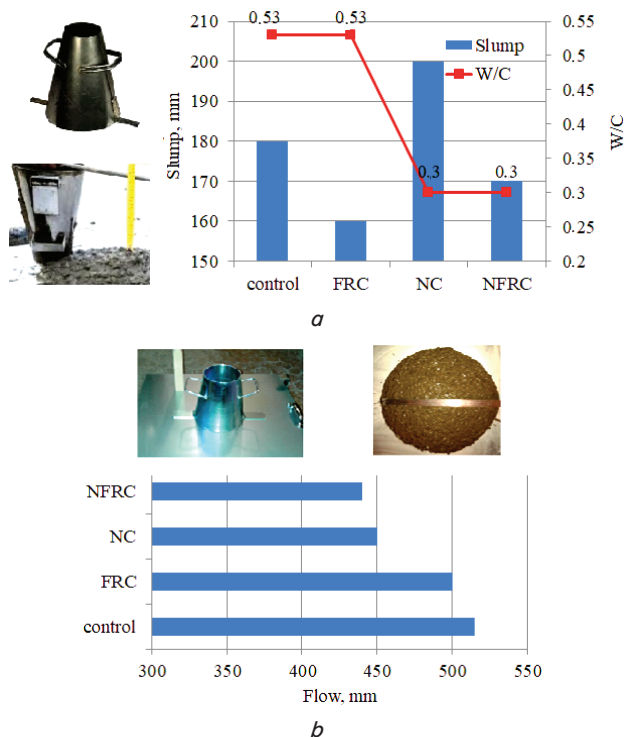 0.53 0.53
210 0.55
200 0.5
190 0.45
180 0.4
170 0.35
0.3 0.3
160 0.3
150 0.25
0.2
Slump, mm
W/C
Slump
W/C
control FRC NC NFRC
a
NFRC
NC
FRC
control
300 350 400 450 500 550
Flow, mm
b